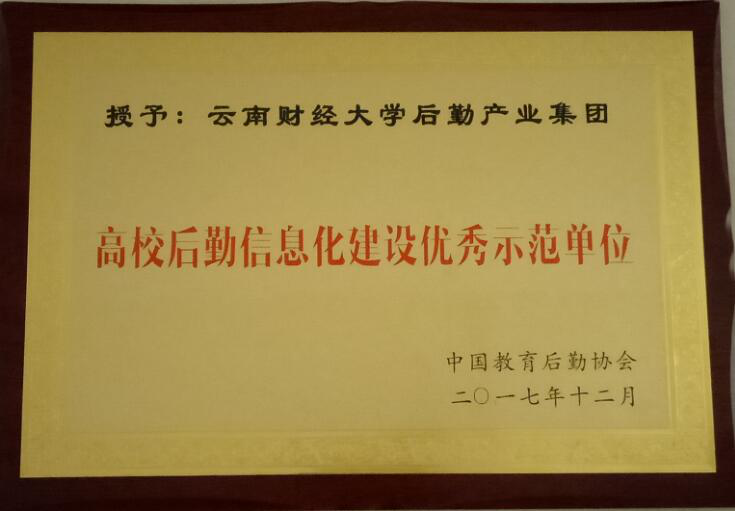 授予：云南财经大学后勤产业集团
高校后勤信息化建设优秀示范单位
中国教育后勤协会
二〇一七年十二月